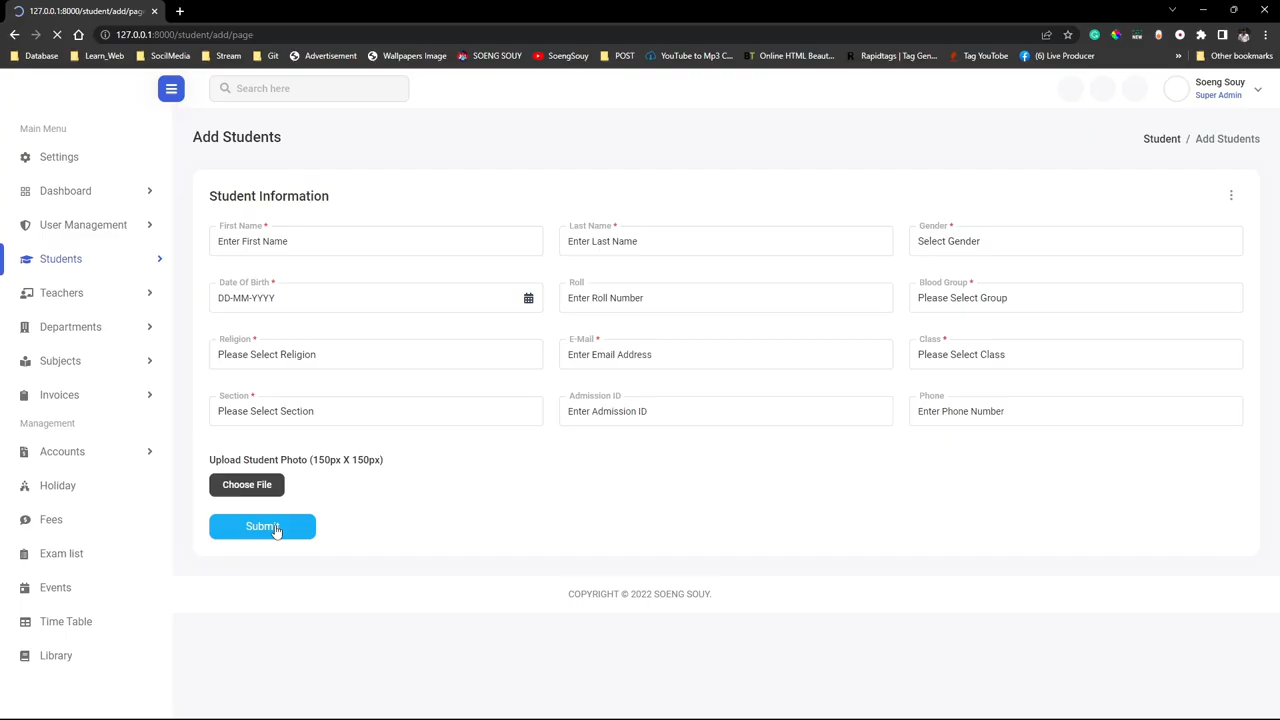 127.0.0.1:8000/student/add/page
127.0.0.1:8000/student/add/page
Database Learn_Web SocilMedia Stream Git Advertisement Wallpapers Image SOENG SOUY SoengSouy POST YouTube to Mp3 C... Online HTML Beaut... Rapidtags | Tag Gen... Tag YouTube (6) Live Producer » Other bookmarks
Search here
Soeng Souy
Super Admin
Main Menu
Settings
Dashboard
User Management
Students
Teachers
Departments
Subjects
Invoices
Management
Accounts
Holiday
Fees
Exam list
Events
Time Table
Library
Add Students
Student / Add Students
Student Information
First Name * Last Name * Gender *
Enter First Name Enter Last Name Select Gender
Date Of Birth * Roll Blood Group *
DD-MM-YYYY Enter Roll Number Please Select Group
Religion * E-Mail * Class *
Please Select Religion Enter Email Address Please Select Class
Section * Admission ID Phone
Please Select Section Enter Admission ID Enter Phone Number
Upload Student Photo (150px X 150px)
Choose File
Submit
COPYRIGHT © 2022 SOENG SOUY.